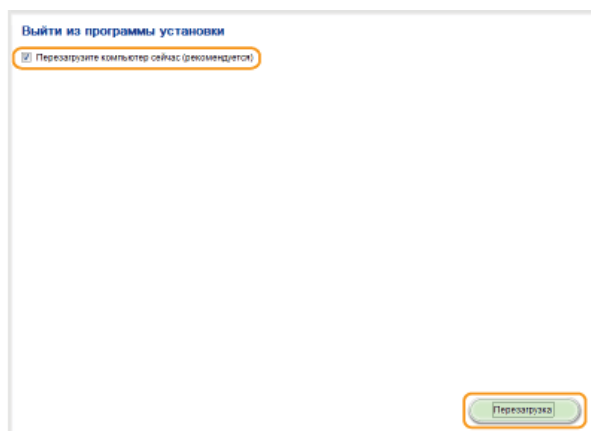 Выйти из программы установки
Перезагрузите компьютер сейчас (рекомендуется)
Перезагрузка